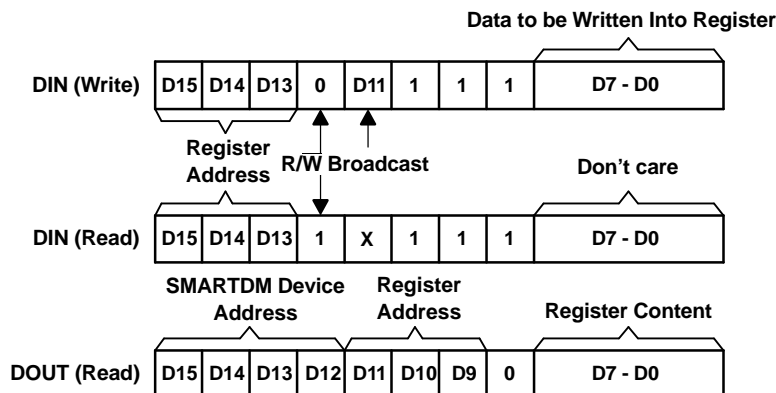 Data to be Written Into Register
DIN (Write) D15 D14 D13 0 D11 1 1 1 D7 - D0
Register
Address
R/W̅ Broadcast
Don't care
DIN (Read) D15 D14 D13 1 X 1 1 1 D7 - D0
SMARTDM Device
Address
Register
Address
Register Content
DOUT (Read) D15 D14 D13 D12 D11 D10 D9 0 D7 - D0